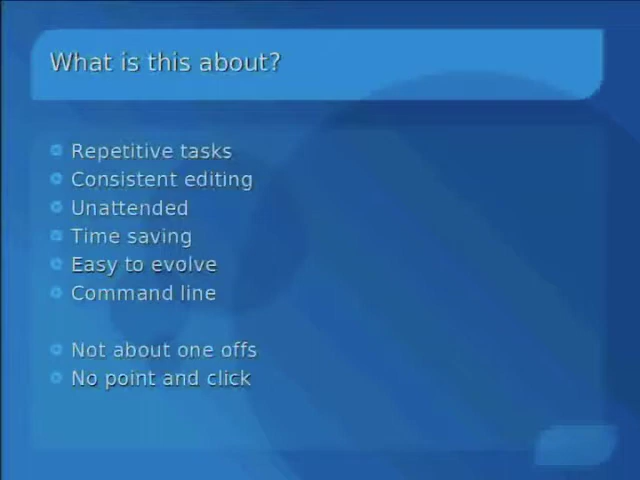 What is this about?
Repetitive tasks
Consistent editing
Unattended
Time saving
Easy to evolve
Command line
Not about one offs
No point and click